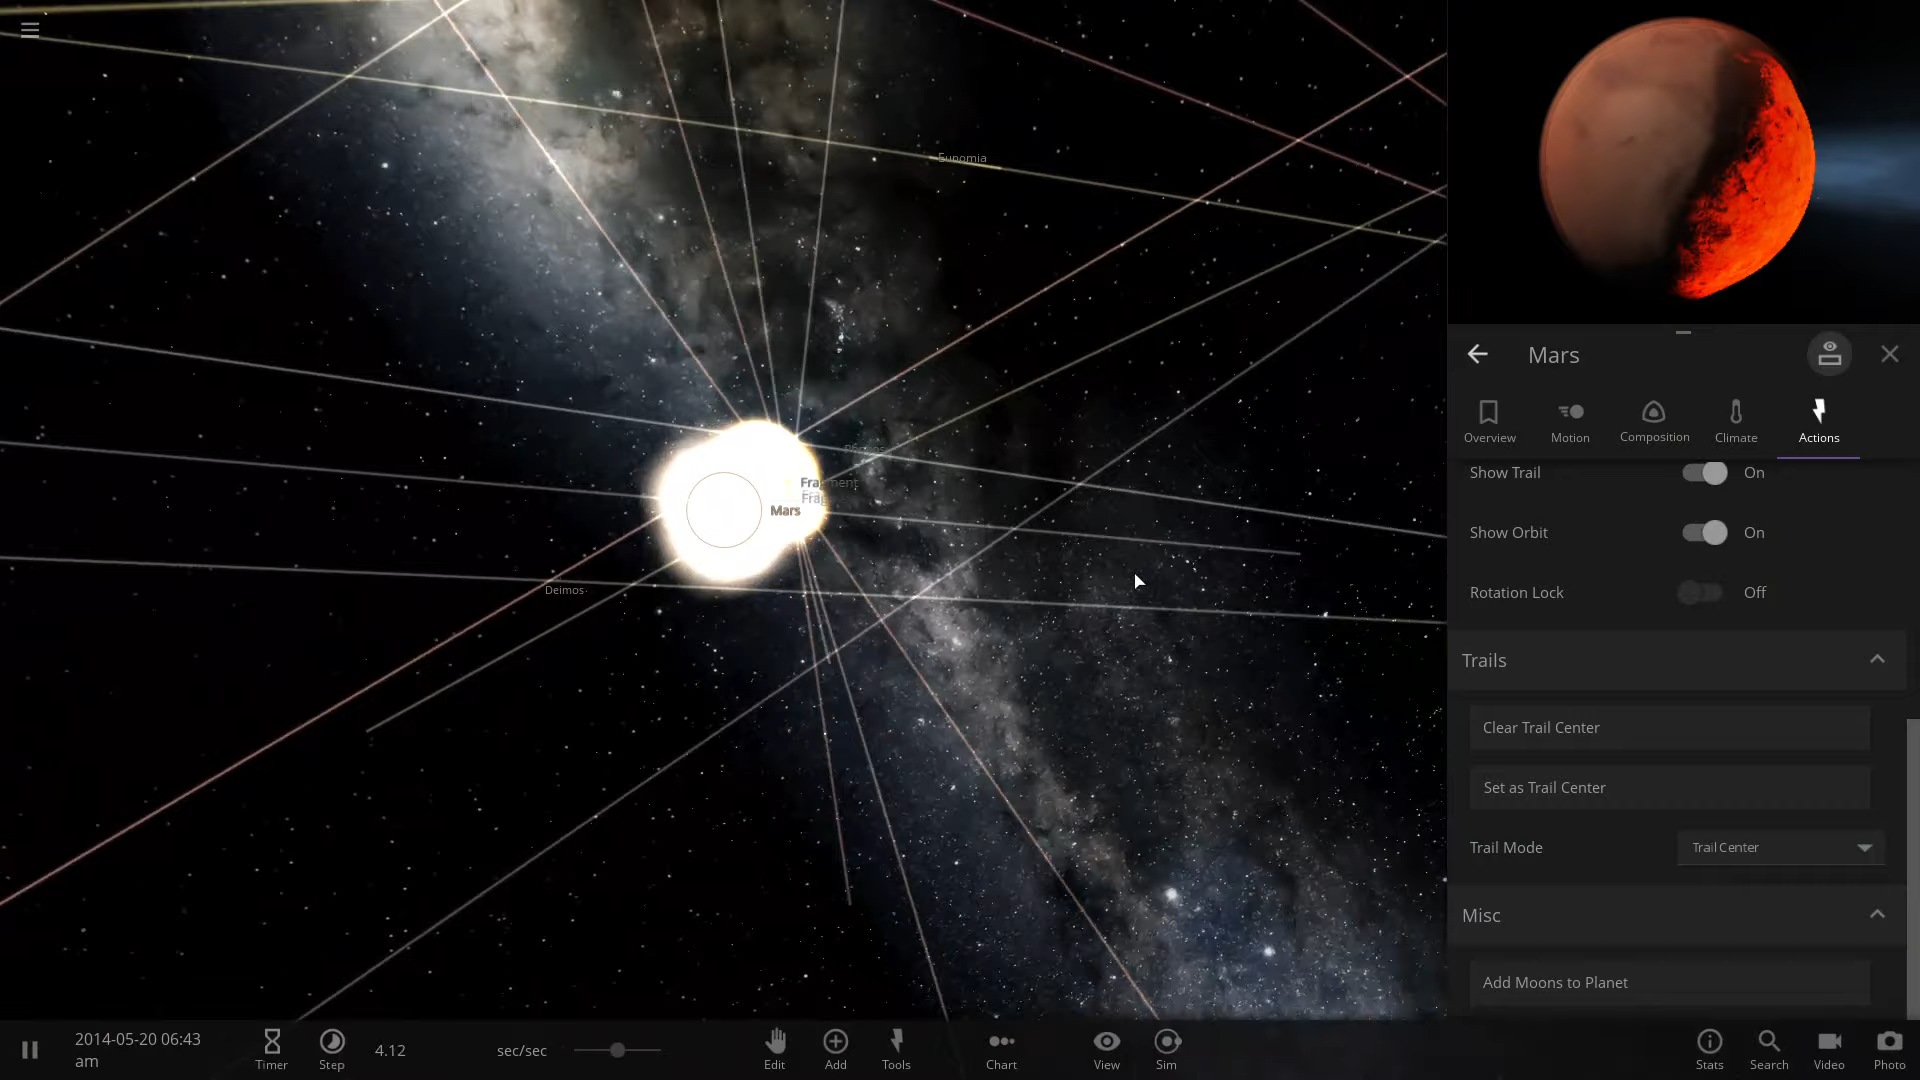 Eunomia
Phobos
Fragment
Frag
Mars
Deimos
Mars
Overview
Motion
Composition
Climate
Actions
Show Trail
On
Show Orbit
On
Rotation Lock
Off
Trails
Clear Trail Center
Set as Trail Center
Trail Mode
Trail Center
Misc
Add Moons to Planet
2014-05-20 06:43
am
Timer
Step
4.12
sec/sec
Edit
Add
Tools
Chart
View
Sim
Stats
Search
Video
Photo